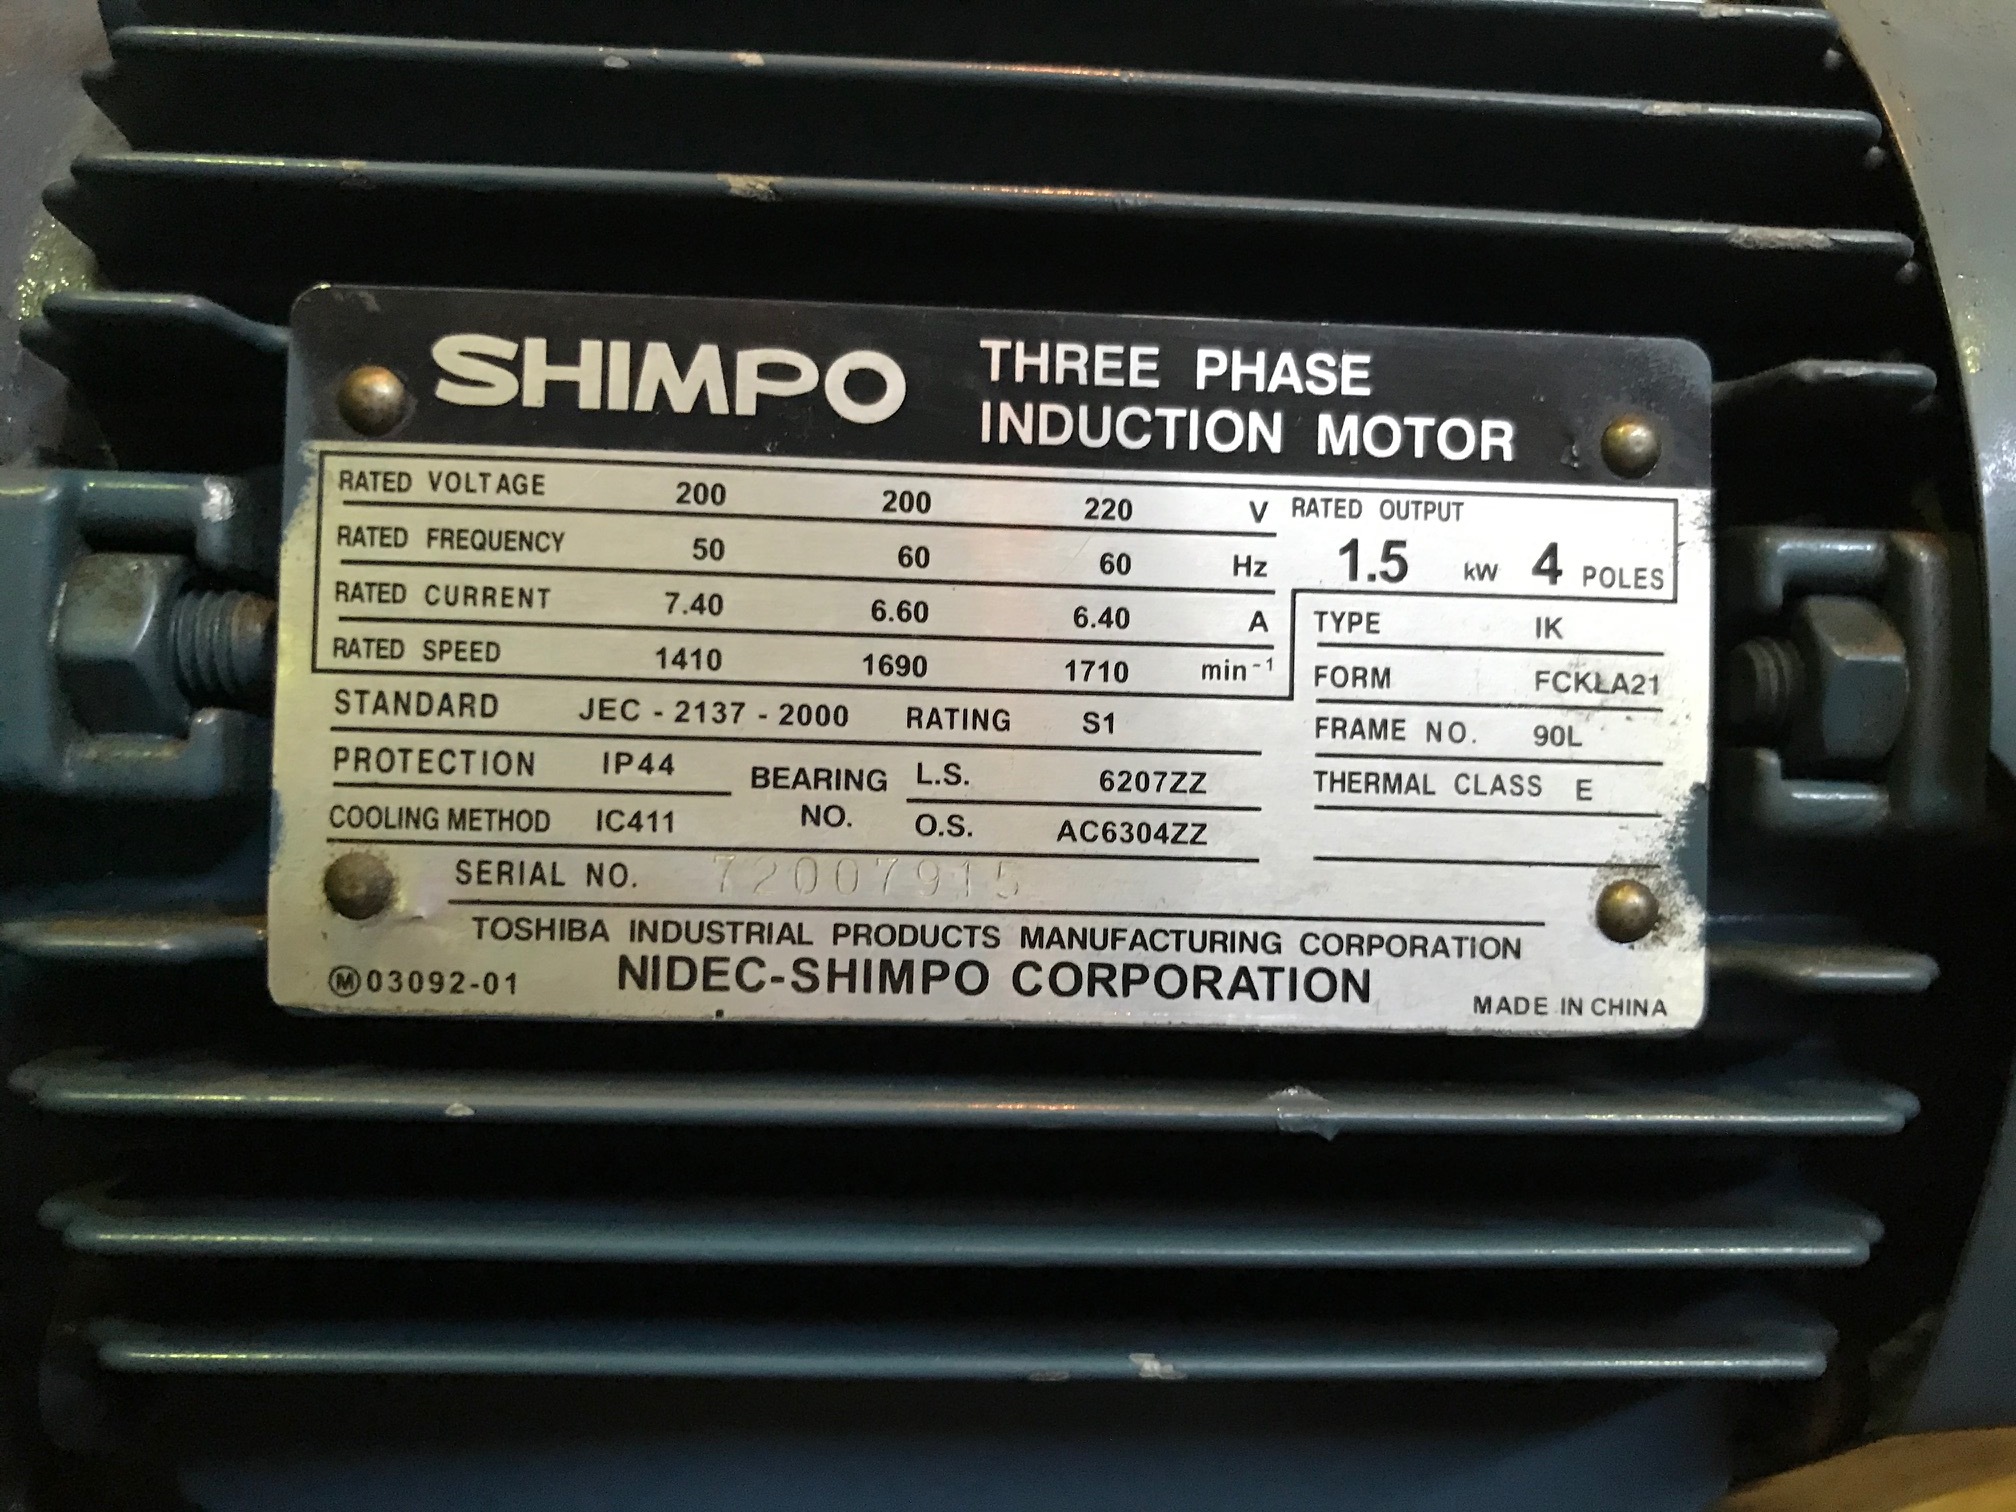 SHIMPO
THREE PHASE
INDUCTION MOTOR
RATED VOLTAGE 200 200 220 V
RATED FREQUENCY 50 60 60 Hz
RATED CURRENT 7.40 6.60 6.40 A
RATED SPEED 1410 1690 1710 min⁻¹
RATED OUTPUT
1.5 kW 4 POLES
TYPE IK
FORM FCKLA21
FRAME NO. 90L
THERMAL CLASS E
STANDARD JEC - 2137 - 2000 RATING S1
PROTECTION IP44
COOLING METHOD IC411
BEARING NO.
L.S. 6207ZZ
O.S. AC6304ZZ
SERIAL NO. 72007915
TOSHIBA INDUSTRIAL PRODUCTS MANUFACTURING CORPORATION
Ⓜ03092-01 NIDEC-SHIMPO CORPORATION
MADE IN CHINA